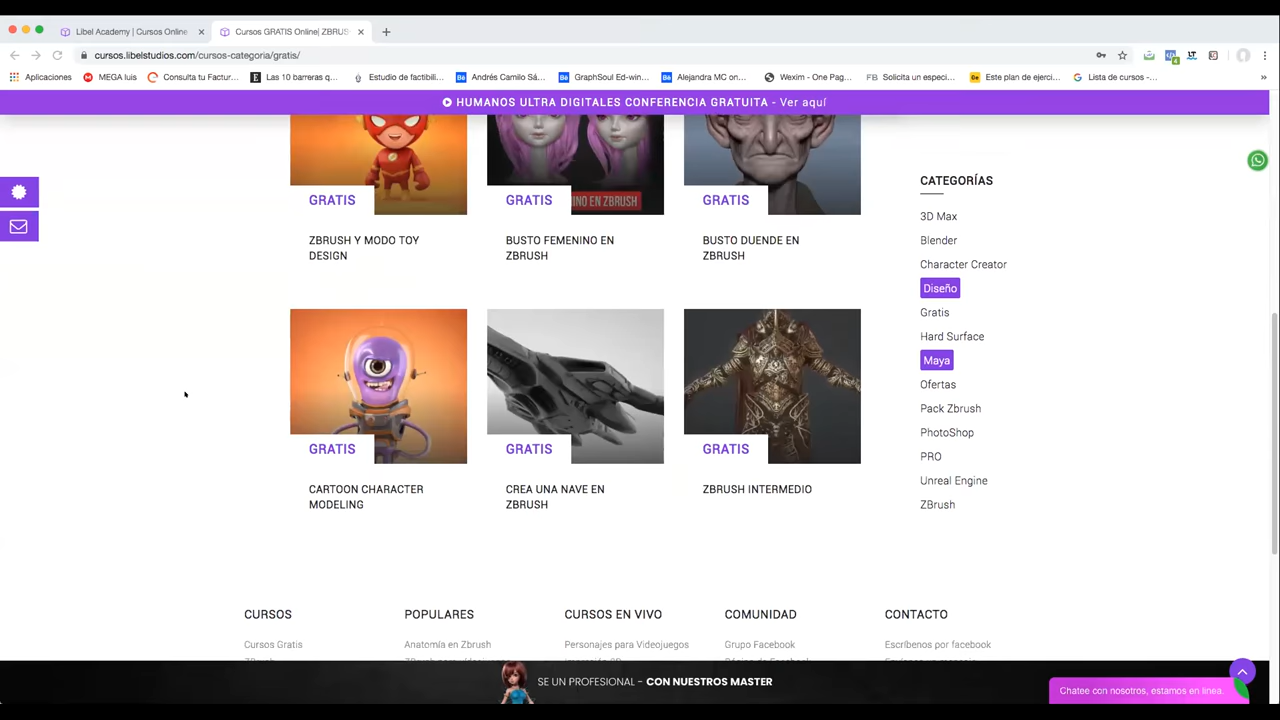 Libel Academy | Cursos Online
Cursos GRATIS Online| ZBRUS
cursos.libelstudios.com/cursos-categoria/gratis/
Aplicaciones
MEGA luis
Consulta tu Factur...
Las 10 barreras q...
Estudio de factibili...
Andrés Camilo Sá...
GraphSoul Ed-win...
Alejandra MC on...
Wexim - One Pag...
Solicita un especi...
Este plan de ejerci...
Lista de cursos -...
HUMANOS ULTRA DIGITALES CONFERENCIA GRATUITA - Ver aquí
INO EN ZBRUSH
GRATIS
GRATIS
GRATIS
ZBRUSH Y MODO TOY
DESIGN
BUSTO FEMENINO EN
ZBRUSH
BUSTO DUENDE EN
ZBRUSH
GRATIS
GRATIS
GRATIS
CARTOON CHARACTER
MODELING
CREA UNA NAVE EN
ZBRUSH
ZBRUSH INTERMEDIO
CATEGORÍAS
3D Max
Blender
Character Creator
Diseño
Gratis
Hard Surface
Maya
Ofertas
Pack Zbrush
PhotoShop
PRO
Unreal Engine
ZBrush
CURSOS
Cursos Gratis
POPULARES
Anatomía en Zbrush
CURSOS EN VIVO
Personajes para Videojuegos
COMUNIDAD
Grupo Facebook
CONTACTO
Escríbenos por facebook
SE UN PROFESIONAL - CON NUESTROS MASTER
Chatee con nosotros, estamos en línea.